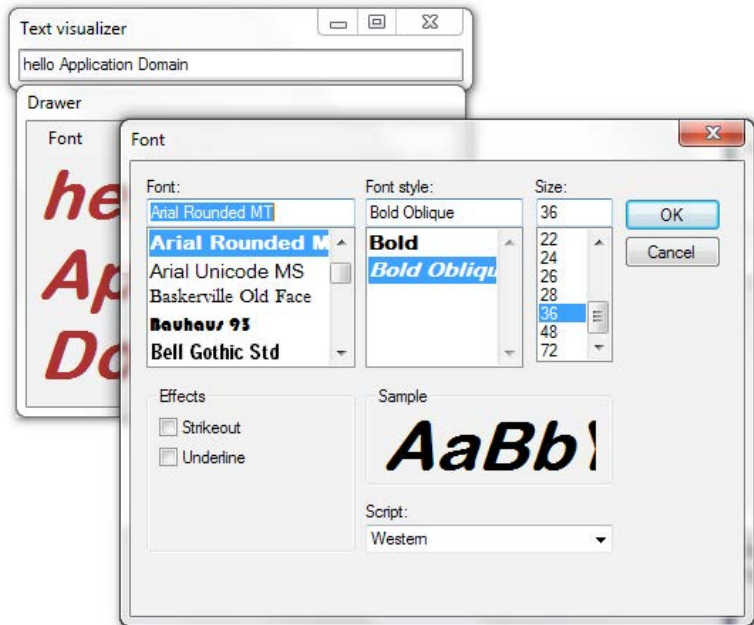 Text visualizer
hello Application Domain
Drawer
Font
he
Ap
Do
Font
Font:
Arial Rounded MT
Arial Rounded M
Arial Unicode MS
Baskerville Old Face
Bauhaus 93
Bell Gothic Std
Font style:
Bold Oblique
Bold
Bold Obliqu
Size:
36
22
24
26
28
36
48
72
OK
Cancel
Effects
Strikeout
Underline
Sample
AaBbY
Script:
Western